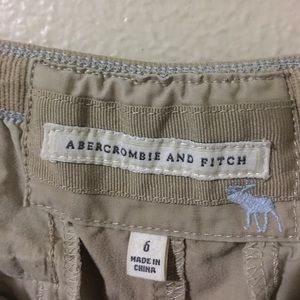 ABERCROMBIE AND FITCH
6
MADE IN
CHINA